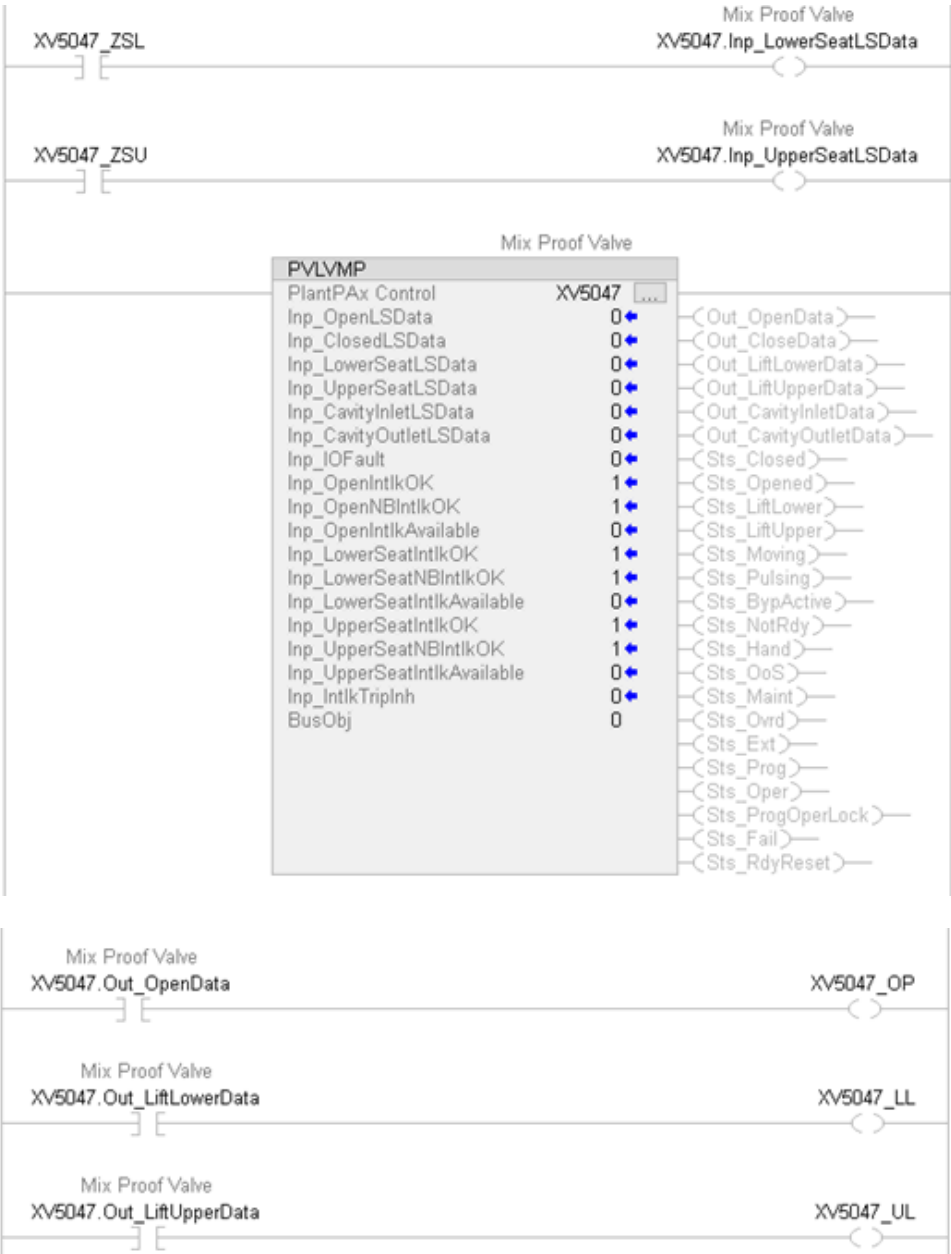 Mix Proof Valve
XV5047_ZSL XV5047.Inp_LowerSeatLSData
Mix Proof Valve
XV5047_ZSU XV5047.Inp_UpperSeatLSData
Mix Proof Valve
PVLVMP
PlantPAx Control XV5047 ...
Inp_OpenLSData 0 Out_OpenData
Inp_ClosedLSData 0 Out_CloseData
Inp_LowerSeatLSData 0 Out_LiftLowerData
Inp_UpperSeatLSData 0 Out_LiftUpperData
Inp_CavityInletLSData 0 Out_CavityInletData
Inp_CavityOutletLSData 0 Out_CavityOutletData
Inp_IOFault 0 Sts_Closed
Inp_OpenIntlkOK 1 Sts_Opened
Inp_OpenNBIntlkOK 1 Sts_LiftLower
Inp_OpenIntlkAvailable 0 Sts_LiftUpper
Inp_LowerSeatIntlkOK 1 Sts_Moving
Inp_LowerSeatNBIntlkOK 1 Sts_Pulsing
Inp_LowerSeatIntlkAvailable 0 Sts_BypActive
Inp_UpperSeatIntlkOK 1 Sts_NotRdy
Inp_UpperSeatNBIntlkOK 1 Sts_Hand
Inp_UpperSeatIntlkAvailable 0 Sts_OoS
Inp_IntlkTripInh 0 Sts_Maint
BusObj 0 Sts_Ovrd
Sts_Ext
Sts_Prog
Sts_Oper
Sts_ProgOperLock
Sts_Fail
Sts_RdyReset
Mix Proof Valve
XV5047.Out_OpenData XV5047_OP
Mix Proof Valve
XV5047.Out_LiftLowerData XV5047_LL
Mix Proof Valve
XV5047.Out_LiftUpperData XV5047_UL